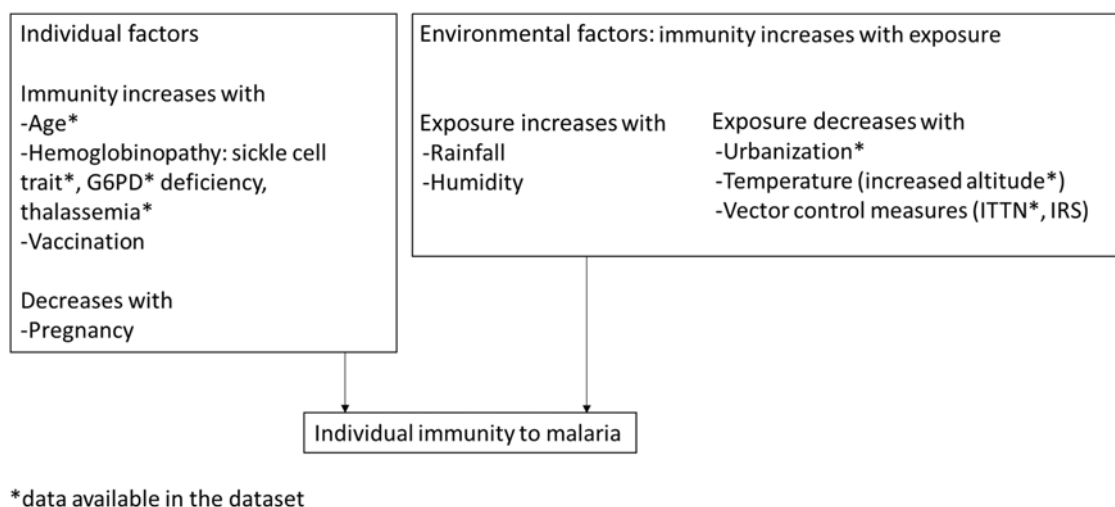 Individual factors
Immunity increases with
-Age*
-Hemoglobinopathy: sickle cell
trait*, G6PD* deficiency,
thalassemia*
-Vaccination
Decreases with
-Pregnancy
Environmental factors: immunity increases with exposure
Exposure increases with
-Rainfall
-Humidity
Exposure decreases with
-Urbanization*
-Temperature (increased altitude*)
-Vector control measures (ITTN*, IRS)
Individual immunity to malaria
*data available in the dataset